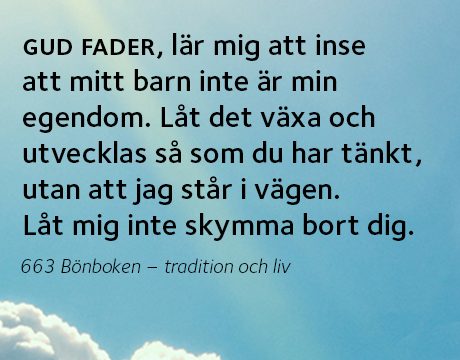 GUD FADER, lär mig att inse
att mitt barn inte är min
egendom. Låt det växa och
utvecklas så som du har tänkt,
utan att jag står i vägen.
Låt mig inte skymma bort dig.
663 Bönboken – tradition och liv